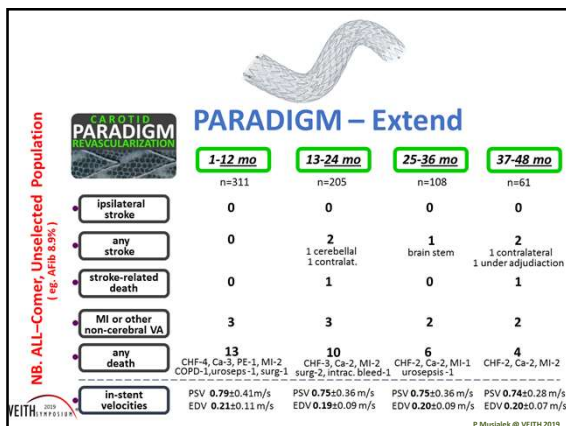 PARADIGM – Extend
CAROTID
PARADIGM
REVASCULARIZATION
1-12 mo 13-24 mo 25-36 mo 37-48 mo
n=311 n=205 n=108 n=61
NB. ALL–Comer, Unselected Population
( eg. AFib 8.9% )
ipsilateral
stroke
0 0 0 0
any
stroke
0 2 1 2
1 cerebellal brain stem 1 contralateral
1 contralat. 1 under adjudiaction
stroke-related
death
0 1 0 1
MI or other
non-cerebral VA
3 3 2 2
any
death
13 10 6 4
CHF-4, Ca-3, PE-1, MI-2 CHF-3, Ca-2, MI-2 CHF-2, Ca-2, MI-1 CHF-2, Ca-2, MI-2
COPD-1,uroseps-1, surg-1 surg-2, intrac. bleed-1 urosepsis-1
in-stent
velocities
PSV 0.79±0.41m/s PSV 0.75±0.36 m/s PSV 0.75±0.36 m/s PSV 0.74±0.28 m/s
EDV 0.21±0.11 m/s EDV 0.19±0.09 m/s EDV 0.20±0.09 m/s EDV 0.20±0.07 m/s
2019
VEITHSYMPOSIUM
P Musialek @ VEITH 2019